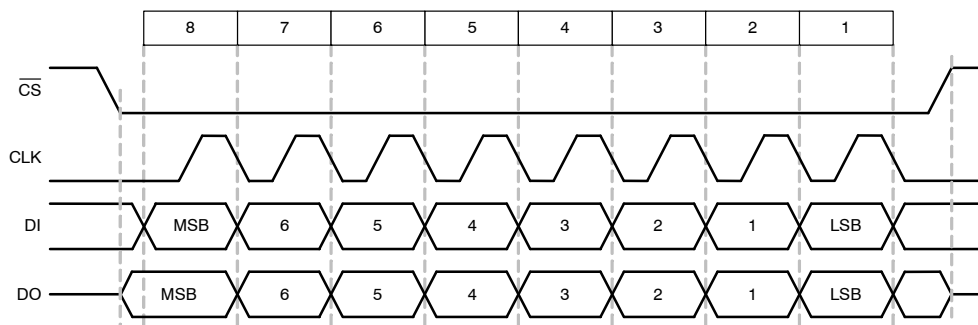 8 7 6 5 4 3 2 1
CS
CLK
DI MSB 6 5 4 3 2 1 LSB
DO MSB 6 5 4 3 2 1 LSB